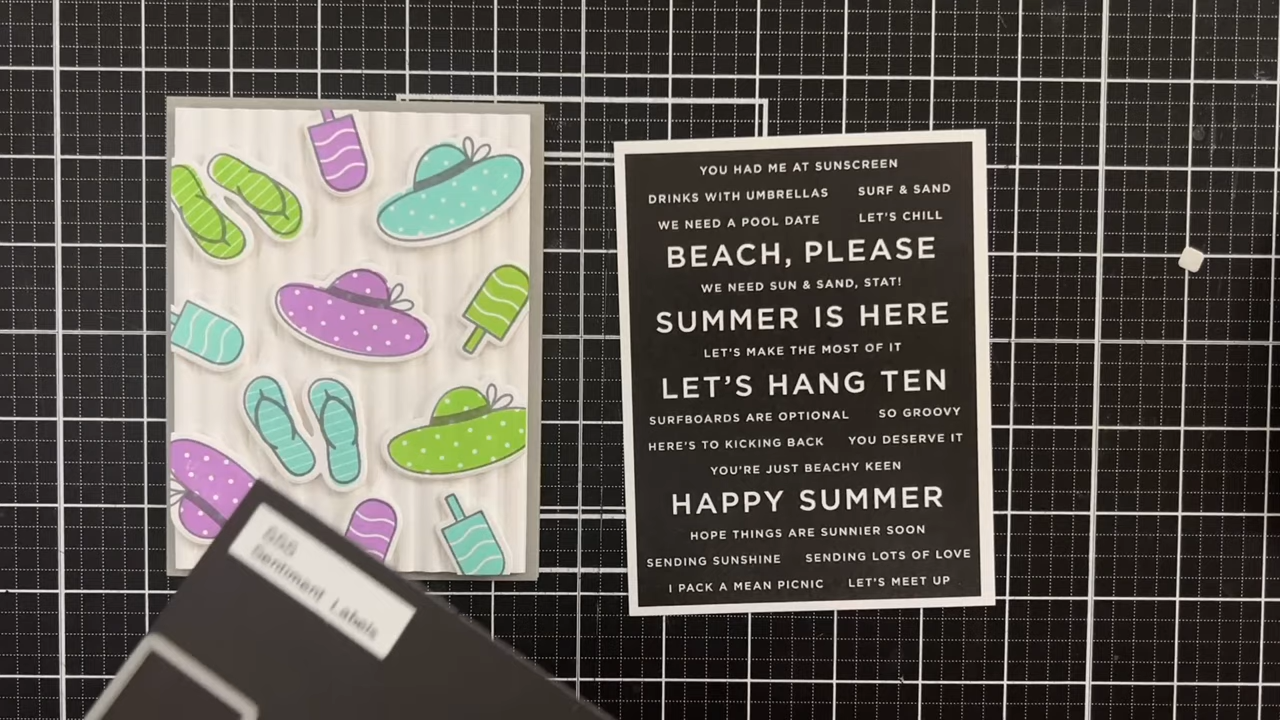 YOU HAD ME AT SUNSCREEN
DRINKS WITH UMBRELLAS SURF & SAND
WE NEED A POOL DATE LET'S CHILL
BEACH, PLEASE
WE NEED SUN & SAND, STAT!
SUMMER IS HERE
LET'S MAKE THE MOST OF IT
LET'S HANG TEN
SURFBOARDS ARE OPTIONAL SO GROOVY
HERE'S TO KICKING BACK YOU DESERVE IT
YOU'RE JUST BEACHY KEEN
HAPPY SUMMER
HOPE THINGS ARE SUNNIER SOON
SENDING SUNSHINE SENDING LOTS OF LOVE
I PACK A MEAN PICNIC LET'S MEET UP
Sentiment Labels